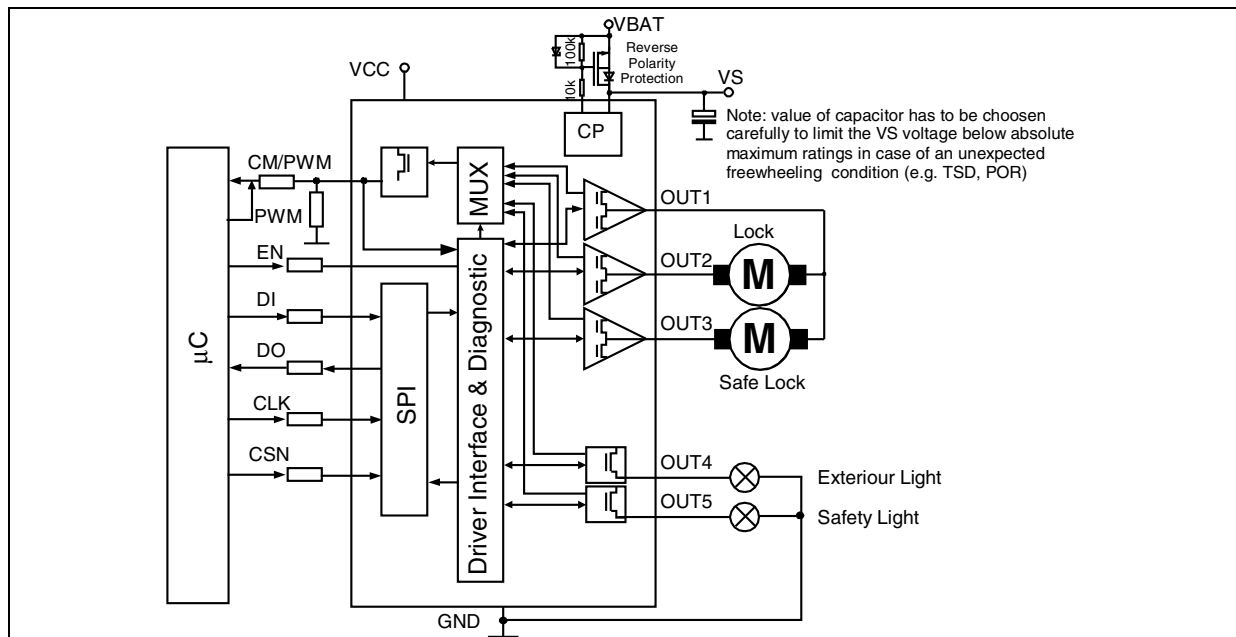 VBAT
100k
Reverse
Polarity
Protection
10k
VCC
VS
CP
Note: value of capacitor has to be choosen
carefully to limit the VS voltage below absolute
maximum ratings in case of an unexpected
freewheeling condition (e.g. TSD, POR)
CM/PWM
MUX
OUT1
PWM
Lock
EN
OUT2
M
DI
OUT3
M
µC
DO
Safe Lock
SPI
Driver Interface & Diagnostic
CLK
CSN
OUT4
Exteriour Light
OUT5
Safety Light
GND